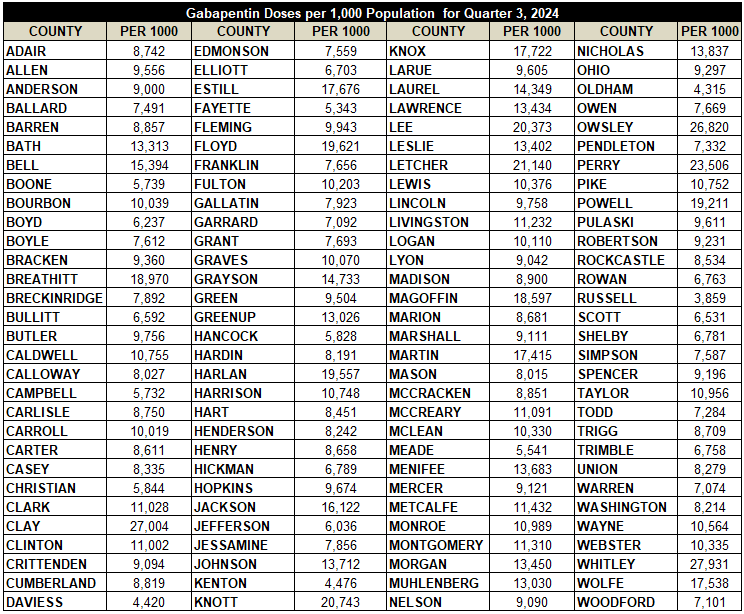 Gabapentin Doses per 1,000 Population for Quarter 3, 2024
COUNTY PER 1000 COUNTY PER 1000 COUNTY PER 1000 COUNTY PER 1000
ADAIR 8,742 EDMONSON 7,559 KNOX 17,722 NICHOLAS 13,837
ALLEN 9,556 ELLIOTT 6,703 LARUE 9,605 OHIO 9,297
ANDERSON 9,000 ESTILL 17,676 LAUREL 14,349 OLDHAM 4,315
BALLARD 7,491 FAYETTE 5,343 LAWRENCE 13,434 OWEN 7,669
BARREN 8,857 FLEMING 9,943 LEE 20,373 OWSLEY 26,820
BATH 13,313 FLOYD 19,621 LESLIE 13,402 PENDLETON 7,332
BELL 15,394 FRANKLIN 7,656 LETCHER 21,140 PERRY 23,506
BOONE 5,739 FULTON 10,203 LEWIS 10,376 PIKE 10,752
BOURBON 10,039 GALLATIN 7,923 LINCOLN 9,758 POWELL 19,211
BOYD 6,237 GARRARD 7,092 LIVINGSTON 11,232 PULASKI 9,611
BOYLE 7,612 GRANT 7,693 LOGAN 10,110 ROBERTSON 9,231
BRACKEN 9,360 GRAVES 10,070 LYON 9,042 ROCKCASTLE 8,534
BREATHITT 18,970 GRAYSON 14,733 MADISON 8,900 ROWAN 6,763
BRECKINRIDGE 7,892 GREEN 9,504 MAGOFFIN 18,597 RUSSELL 3,859
BULLITT 6,592 GREENUP 13,026 MARION 8,681 SCOTT 6,531
BUTLER 9,756 HANCOCK 5,828 MARSHALL 9,111 SHELBY 6,781
CALDWELL 10,755 HARDIN 8,191 MARTIN 17,415 SIMPSON 7,587
CALLOWAY 8,027 HARLAN 19,557 MASON 8,015 SPENCER 9,196
CAMPBELL 5,732 HARRISON 10,748 MCCRACKEN 8,851 TAYLOR 10,956
CARLISLE 8,750 HART 8,451 MCCREARY 11,091 TODD 7,284
CARROLL 10,019 HENDERSON 8,242 MCLEAN 10,330 TRIGG 8,709
CARTER 8,611 HENRY 8,658 MEADE 5,541 TRIMBLE 6,758
CASEY 8,335 HICKMAN 6,789 MENIFEE 13,683 UNION 8,279
CHRISTIAN 5,844 HOPKINS 9,674 MERCER 9,121 WARREN 7,074
CLARK 11,028 JACKSON 16,122 METCALFE 11,432 WASHINGTON 8,214
CLAY 27,004 JEFFERSON 6,036 MONROE 10,989 WAYNE 10,564
CLINTON 11,002 JESSAMINE 7,856 MONTGOMERY 11,310 WEBSTER 10,335
CRITTENDEN 9,094 JOHNSON 13,712 MORGAN 13,450 WHITLEY 27,931
CUMBERLAND 8,819 KENTON 4,476 MUHLENBERG 13,030 WOLFE 17,538
DAVIESS 4,420 KNOTT 20,743 NELSON 9,090 WOODFORD 7,101